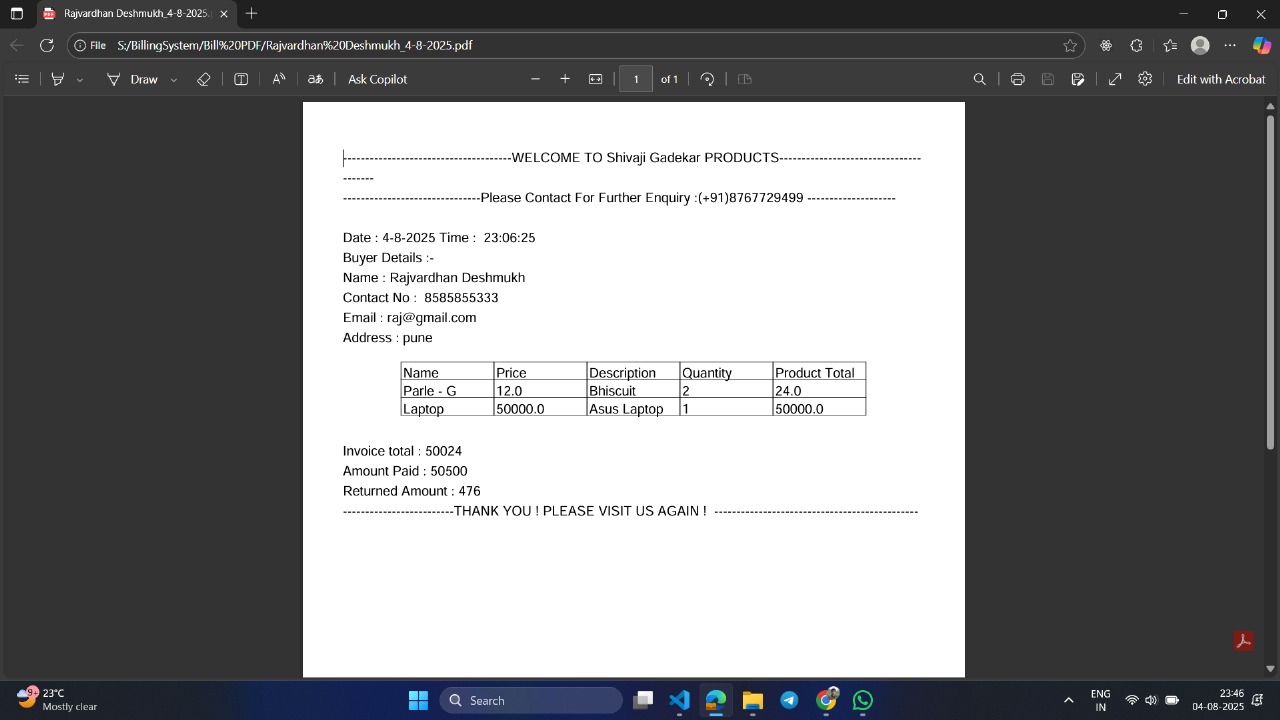 Rajvardhan Deshmukh_4-8-2025.
File S:/BillingSystem/Bill%20PDF/Rajvardhan%20Deshmukh_4-8-2025.pdf
Draw
Ask Copilot
1 of 1
Edit with Acrobat
--------------------------------------WELCOME TO Shivaji Gadekar PRODUCTS--------------------------------
-------
-------------------------------Please Contact For Further Enquiry :(+91)8767729499 --------------------
Date : 4-8-2025 Time : 23:06:25
Buyer Details :-
Name : Rajvardhan Deshmukh
Contact No : 8585855333
Email : raj@gmail.com
Address : pune
Name Price Description Quantity Product Total
Parle - G 12.0 Bhiscuit 2 24.0
Laptop 50000.0 Asus Laptop 1 50000.0
Invoice total : 50024
Amount Paid : 50500
Returned Amount : 476
-------------------------THANK YOU ! PLEASE VISIT US AGAIN ! ----------------------------------------------
9+
23°C
Mostly clear
Search
ENG
IN
23:46
04-08-2025